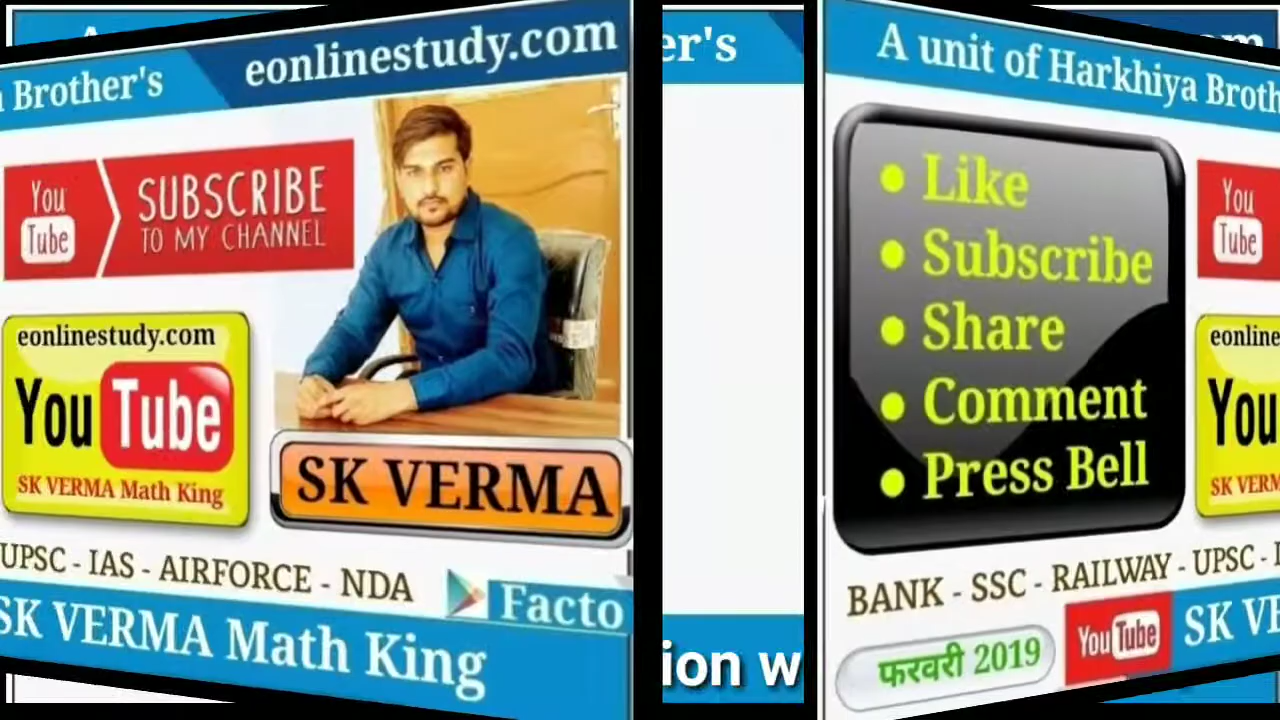 Brother's
eonlinestudy.com
You
Tube
SUBSCRIBE
TO MY CHANNEL
eonlinestudy.com
You Tube
SK VERMA Math King
SK VERMA
UPSC - IAS - AIRFORCE - NDA
Facto
SK VERMA Math King
er's
ion w
A unit of Harkhiya Broth
• Like
• Subscribe
• Share
• Comment
• Press Bell
You
Tube
eonline
You
SK VERM
BANK - SSC - RAILWAY - UPSC - I
फरवरी 2019
YouTube
SK VE